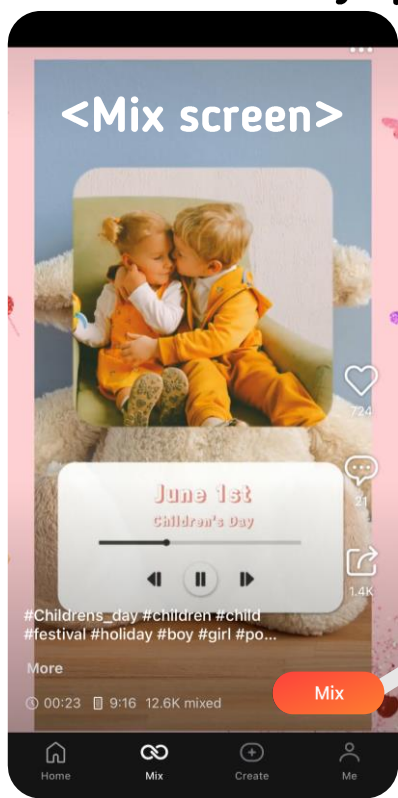 <Mix screen>
724
21
June 1st
Children's Day
1.4K
#Childrens_day #children #child
#festival #holiday #boy #girl #po...
More
00:23 9:16 12.6K mixed
Mix
Home Mix Create Me